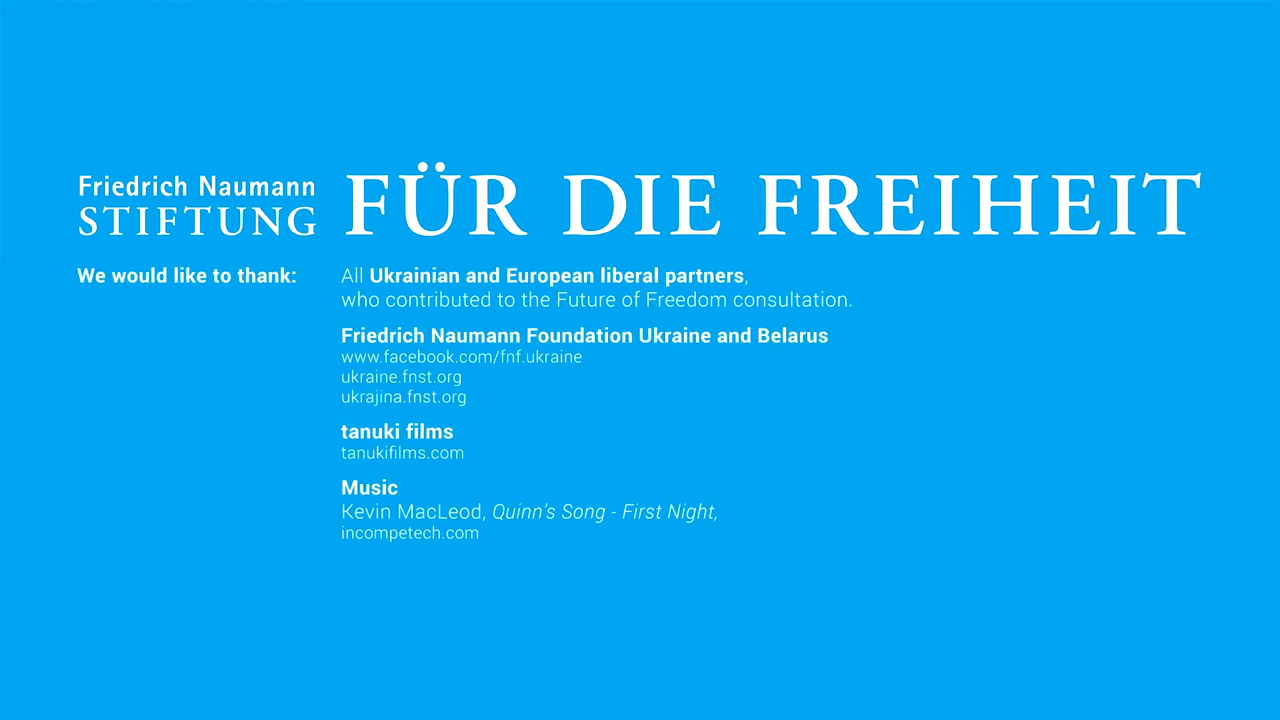 Friedrich Naumann
STIFTUNG
FÜR DIE FREIHEIT
We would like to thank:
All Ukrainian and European liberal partners,
who contributed to the Future of Freedom consultation.
Friedrich Naumann Foundation Ukraine and Belarus
www.facebook.com/fnf.ukraine
ukraine.fnst.org
ukrajina.fnst.org
tanuki films
tanukifilms.com
Music
Kevin MacLeod, Quinn's Song - First Night,
incompetech.com